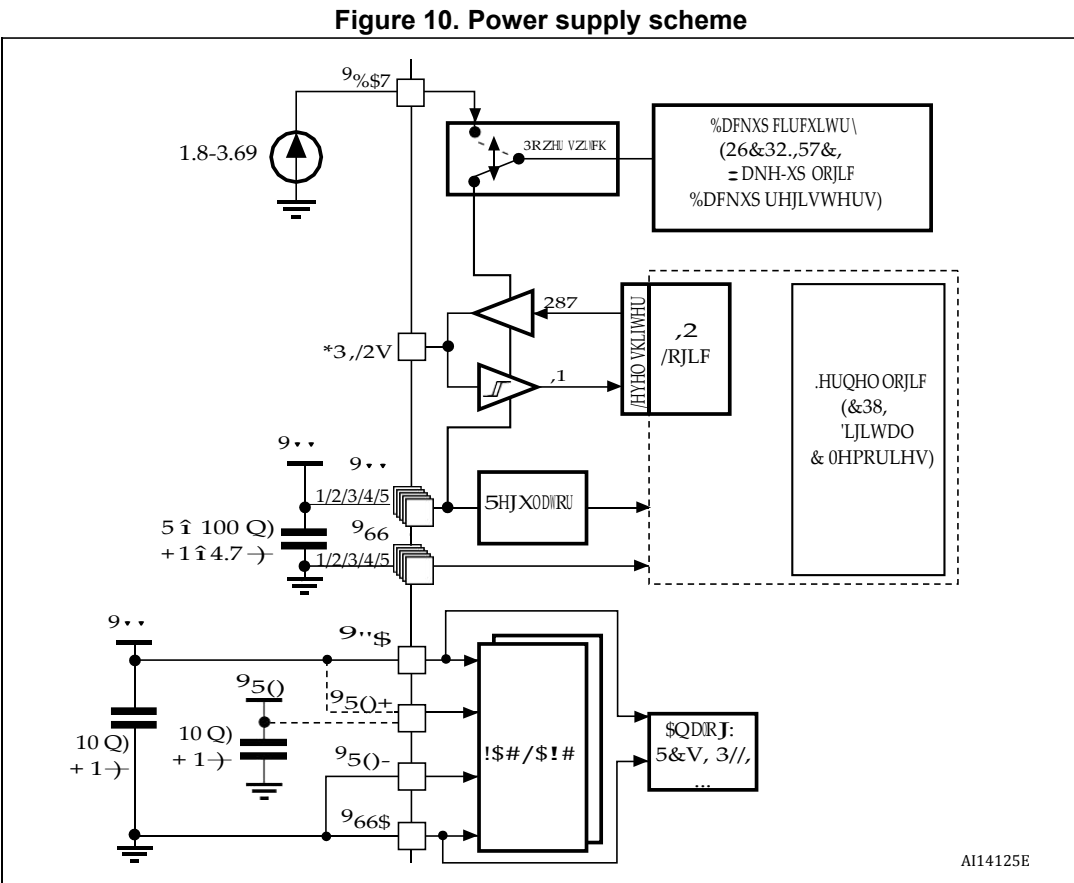 Figure 10. Power supply scheme
9%$7
1.8-3.69
3RZHU VZLWFK
%DFNXS FLUFXLWU\
(26&32.,57&,
=DNH-XS ORJLF
%DFNXS UHJLVWHUV)
287
*3,/2V
,1
/HYHO VKLIWHU
,2
/RJLF
.HUQHO ORJLF
(&38,
'LJLWDO
& 0HPRULHV)
9••
9••
1/2/3/4/5
5HJXODWRU
5 î 100 Q)
+1î4.7
966
1/2/3/4/5
9••
9"$
95()
95()+
10 Q)
+ 1
10 Q)
+ 1
95()-
966$
!$#/$!#
$QDORJ:
5&V, 3//,
...
AI14125E